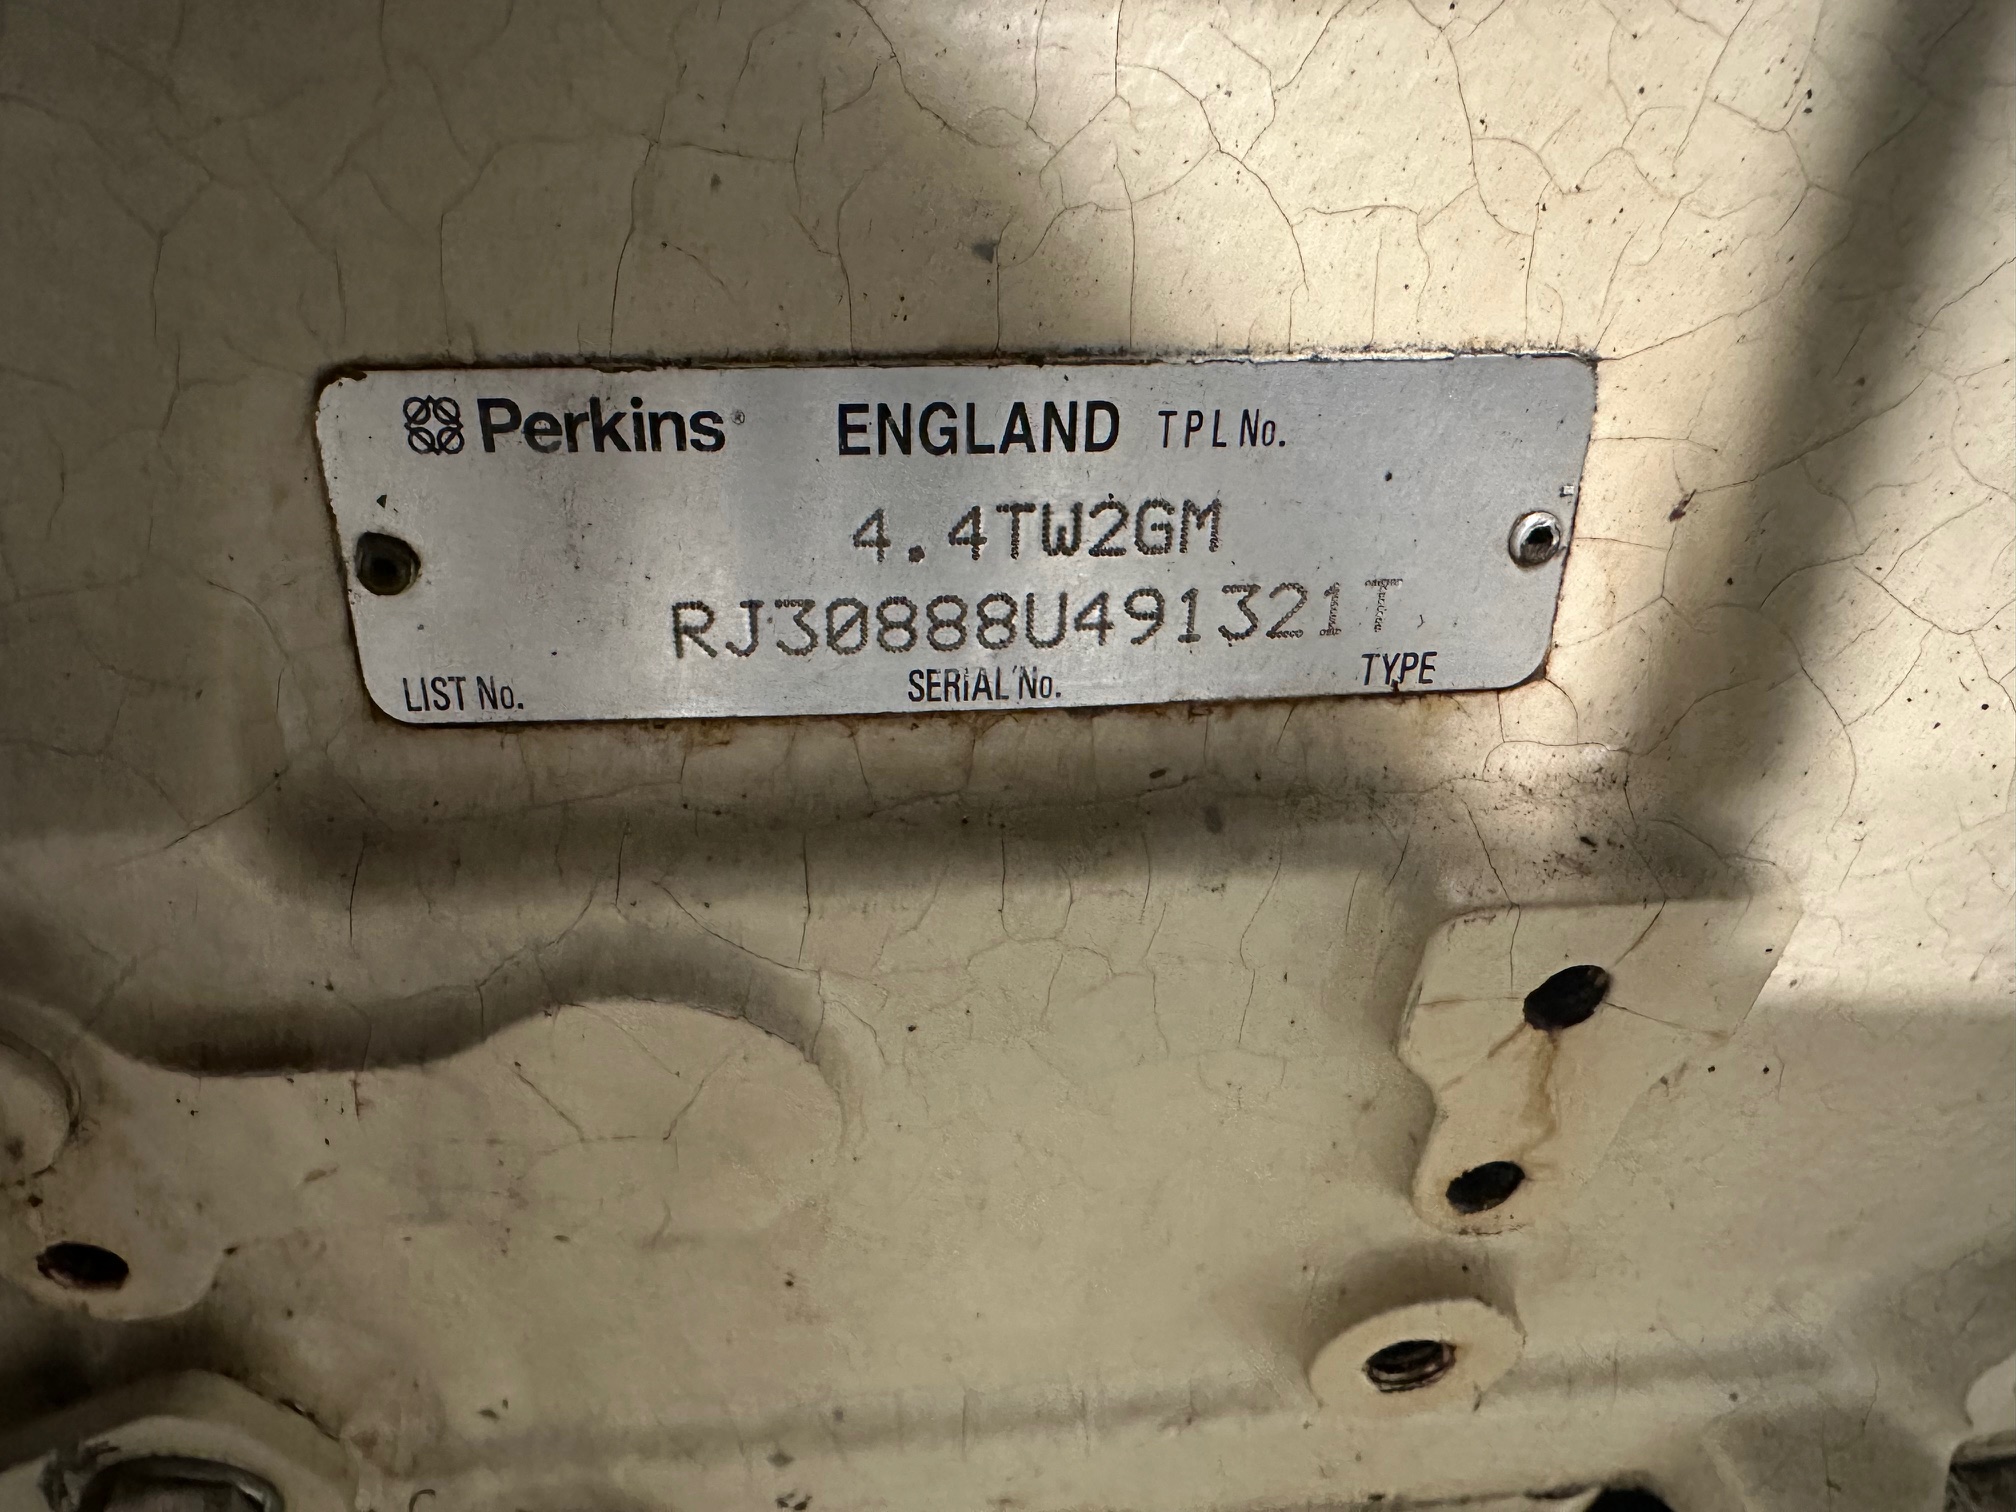 Perkins® ENGLAND TPL No.
4.4TW2GM
RJ30888U491321T
LIST No. SERIAL No. TYPE